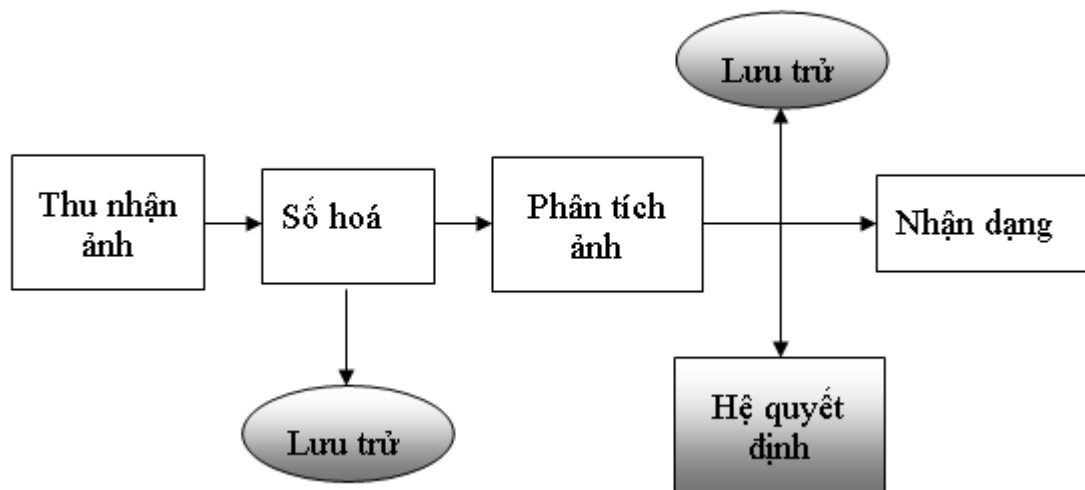 Lưu trử
Thu nhận
ảnh
Số hoá
Phân tích
ảnh
Nhận dạng
Lưu trử
Hệ quyết
định